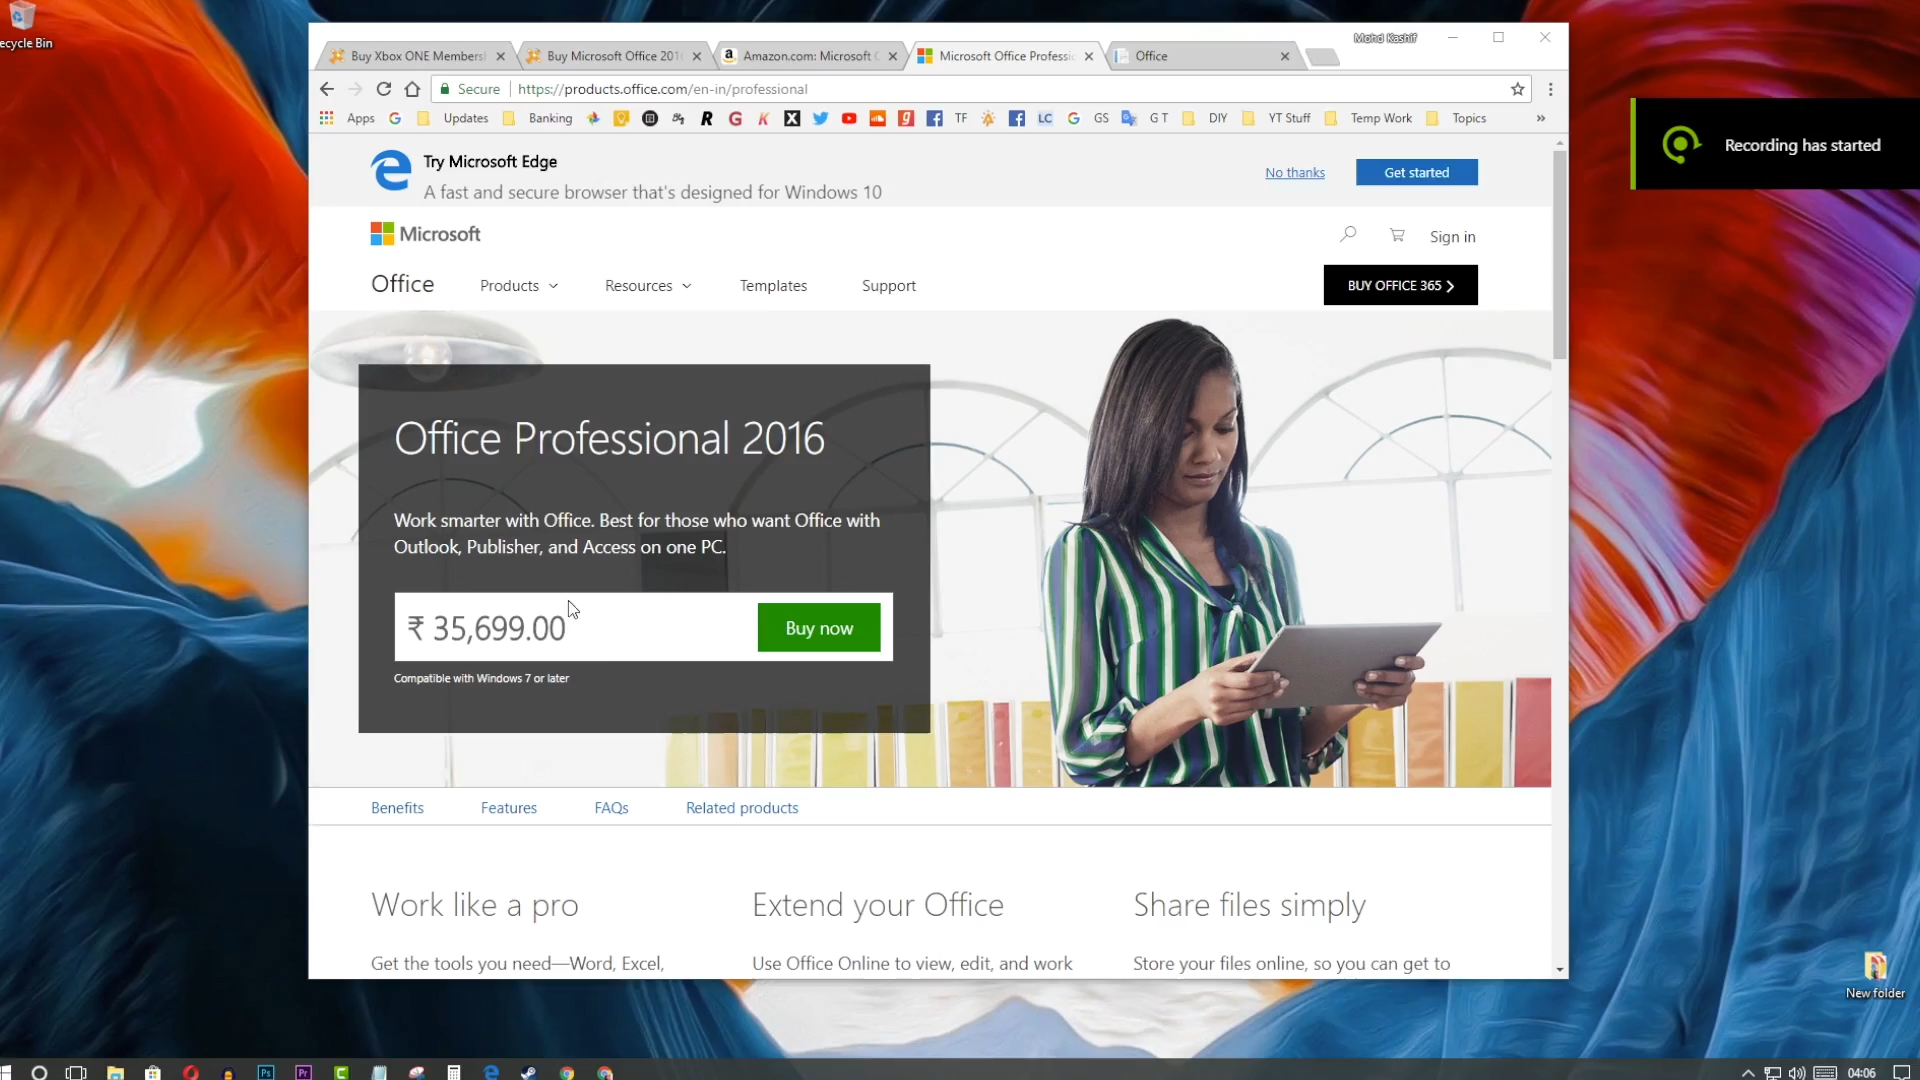 ecycle Bin
Mohd Kashif
Buy Xbox ONE Members
Buy Microsoft Office 201
Amazon.com: Microsoft
Microsoft Office Professi
Office
Secure https://products.office.com/en-in/professional
Apps Updates Banking TF LC GS G T DIY YT Stuff Temp Work Topics »
Recording has started
Try Microsoft Edge
A fast and secure browser that's designed for Windows 10
No thanks
Get started
Microsoft
Sign in
Office Products Resources Templates Support
BUY OFFICE 365
Office Professional 2016
Work smarter with Office. Best for those who want Office with
Outlook, Publisher, and Access on one PC.
₹ 35,699.00
Buy now
Compatible with Windows 7 or later
Benefits Features FAQs Related products
Work like a pro
Extend your Office
Share files simply
Get the tools you need—Word, Excel,
Use Office Online to view, edit, and work
Store your files online, so you can get to
New folder
Ps Pr C
04:06